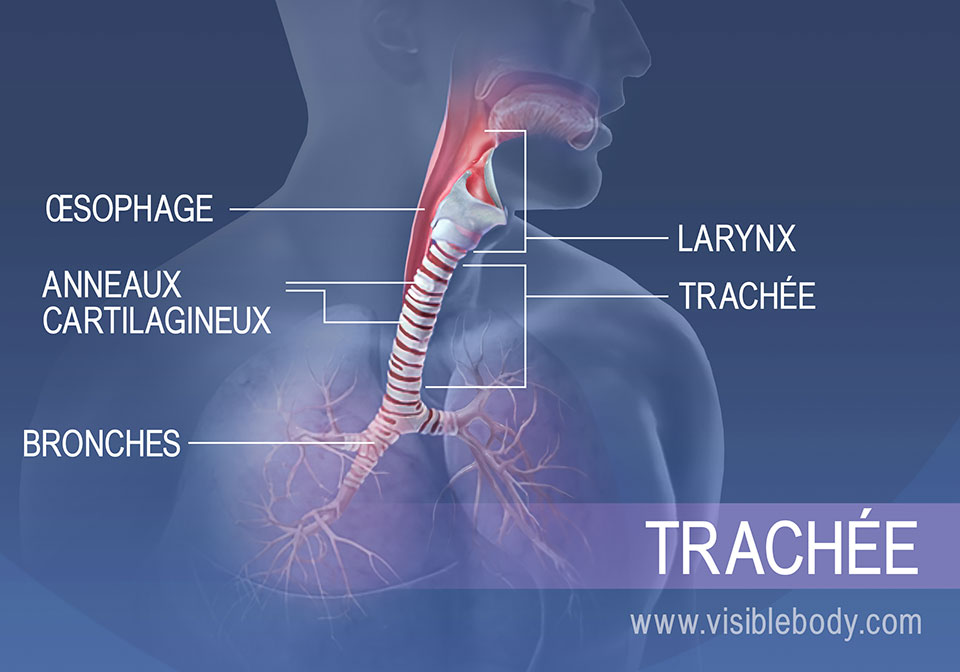 ŒSOPHAGE
ANNEAUX
CARTILAGINEUX
BRONCHES
LARYNX
TRACHÉE
TRACHÉE
www.visiblebody.com